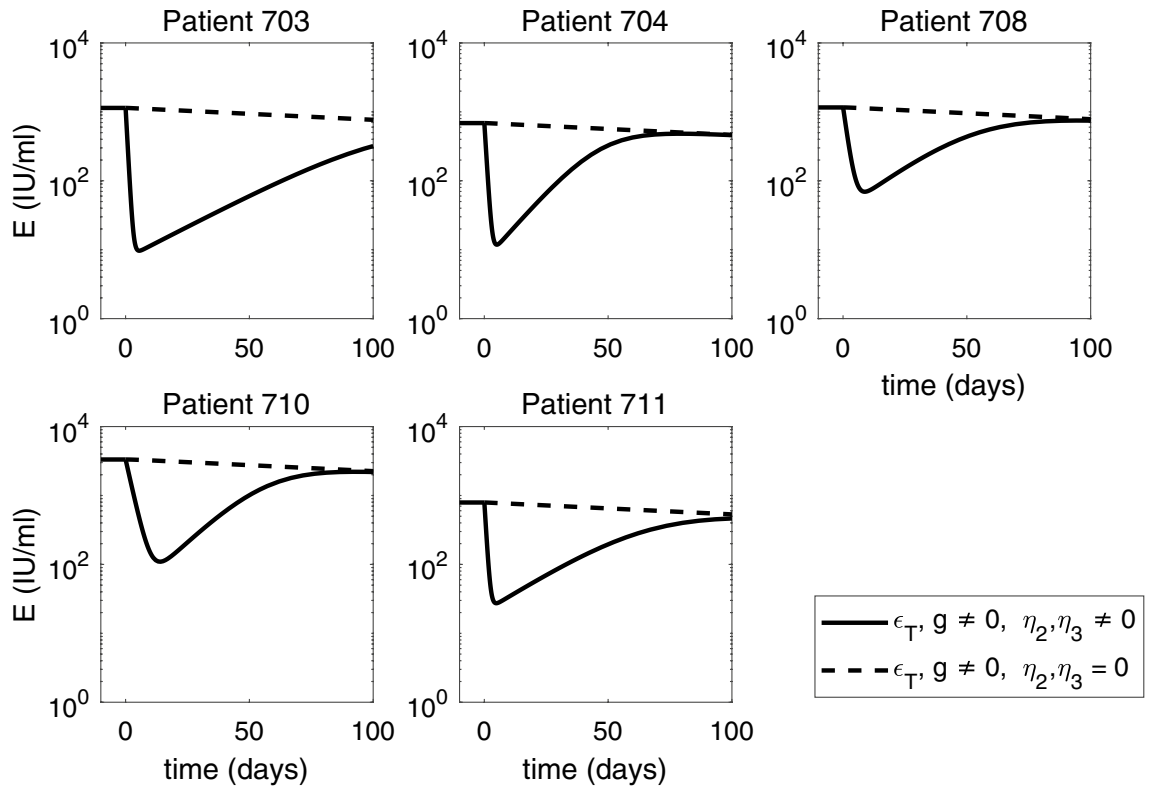 Patient 703
Patient 704
Patient 708
E (IU/ml)
10^4
10^2
10^0
0 50 100
10^4
10^2
10^0
0 50 100
10^4
10^2
10^0
0 50 100
time (days)
Patient 710
Patient 711
E (IU/ml)
10^4
10^2
10^0
0 50 100
time (days)
10^4
10^2
10^0
0 50 100
time (days)
ϵ_T, g ≠ 0, η_2,η_3 ≠ 0
ϵ_T, g ≠ 0, η_2,η_3 = 0